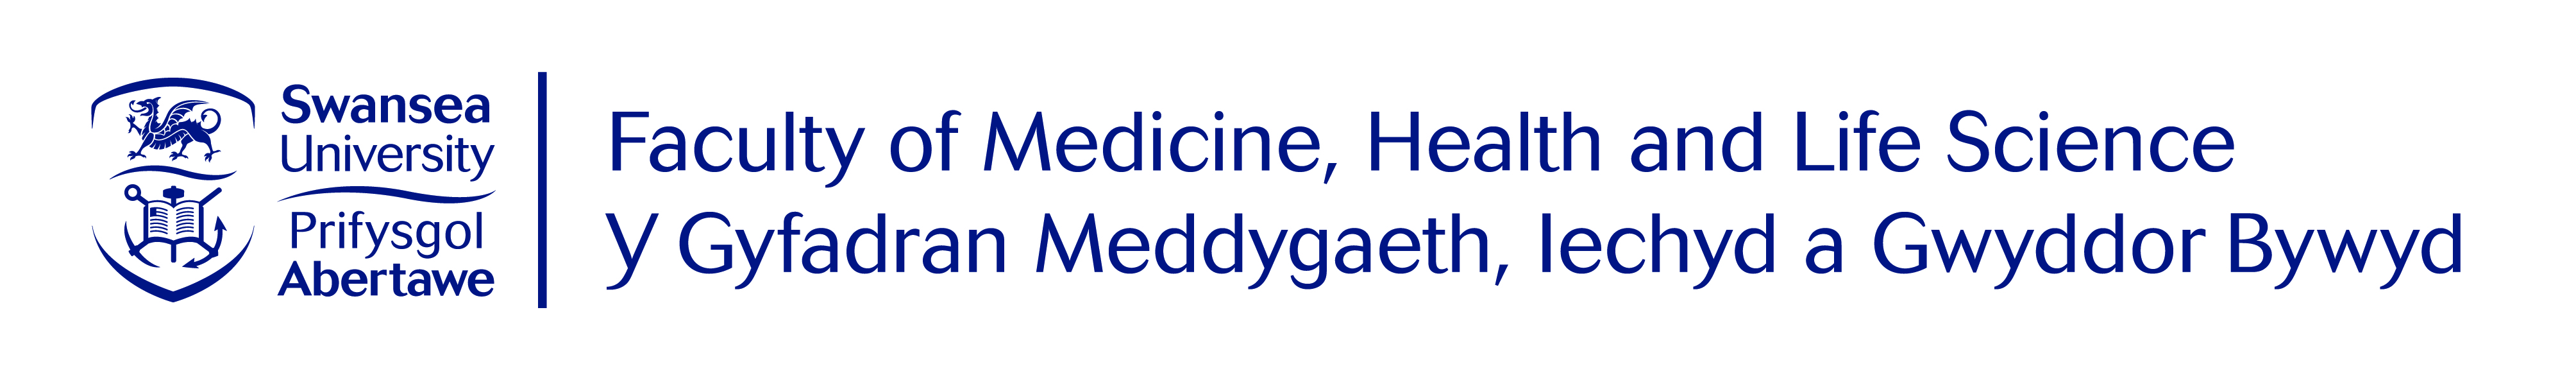 Swansea
University
Prifysgol
Abertawe
Faculty of Medicine, Health and Life Science
Y Gyfadran Meddygaeth, Iechyd a Gwyddor Bywyd